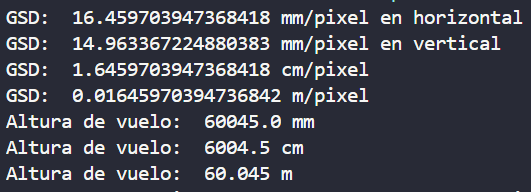 GSD:  16.459703947368418 mm/pixel en horizontal
GSD:  14.963367224880383 mm/pixel en vertical
GSD:  1.6459703947368418 cm/pixel
GSD:  0.01645970394736842 m/pixel
Altura de vuelo:  60045.0 mm
Altura de vuelo:  6004.5 cm
Altura de vuelo:  60.045 m